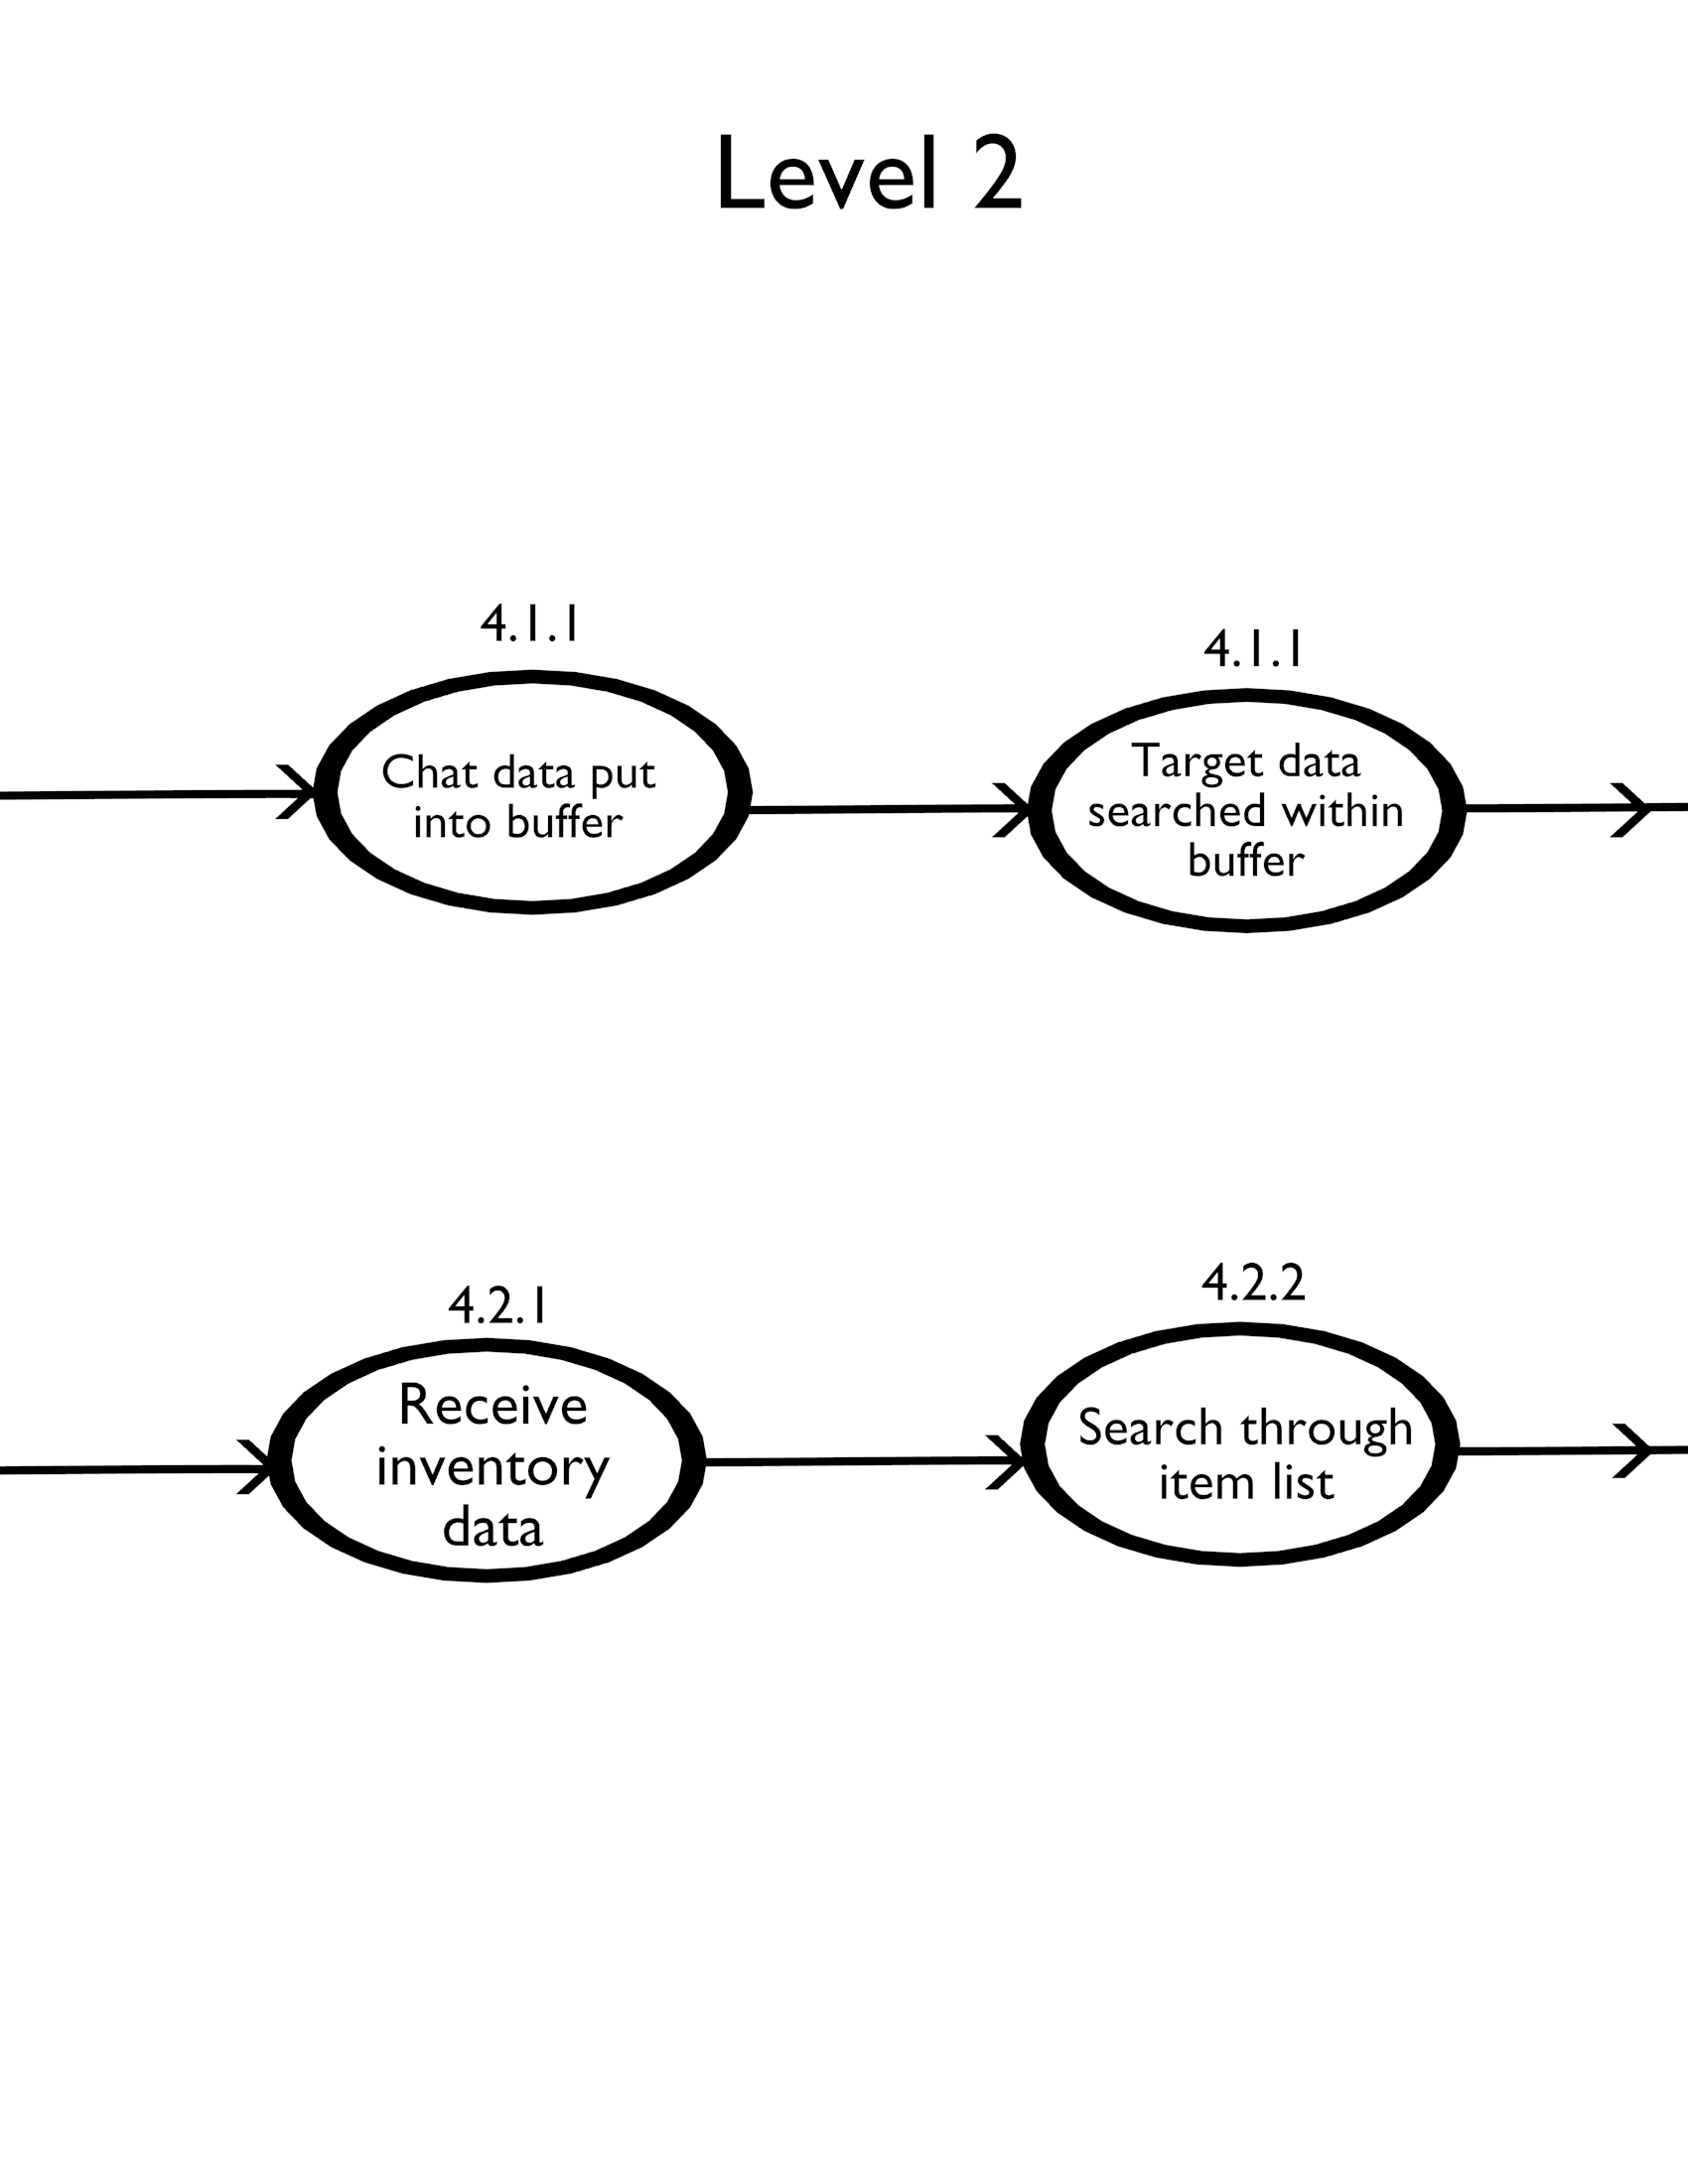 Level 2
4.1.1
Chat data put
into buffer
4.1.1
Target data
searched within
buffer
4.2.1
Receive
inventory
data
4.2.2
Search through
item list